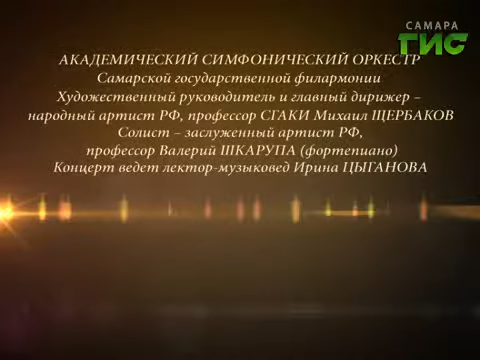 САМАРА
ГИС
АКАДЕМИЧЕСКИЙ СИМФОНИЧЕСКИЙ ОРКЕСТР
Самарской государственной филармонии
Художественный руководитель и главный дирижер –
народный артист РФ, профессор СГАКИ Михаил ЩЕРБАКОВ
Солист – заслуженный артист РФ,
профессор Валерий ШКАРУПА (фортепиано)
Концерт ведет лектор-музыковед Ирина ЦЫГАНОВА